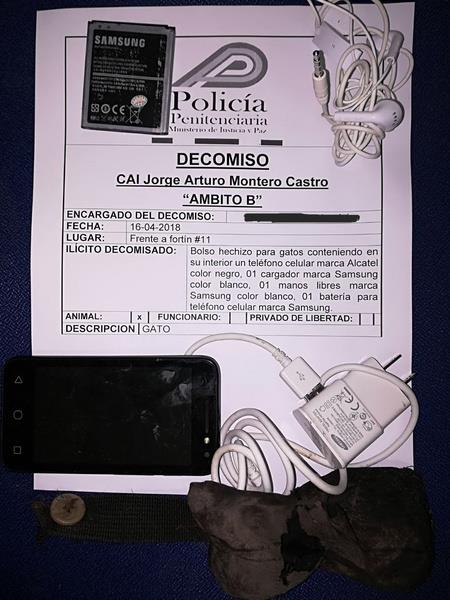 SAMSUNG
Policía
Penitenciaria
Ministerio de Justicia y Paz
DECOMISO
CAI Jorge Arturo Montero Castro
“AMBITO B”
ENCARGADO DEL DECOMISO:
FECHA: 16-04-2018
LUGAR: Frente a fortín #11
ILÍCITO DECOMISADO: Bolso hechizo para gatos conteniendo en
su interior un teléfono celular marca Alcatel
color negro, 01 cargador marca Samsung
color blanco, 01 manos libres marca
Samsung color blanco, 01 batería para
teléfono celular marca Samsung.
ANIMAL: x FUNCIONARIO: PRIVADO DE LIBERTAD:
DESCRIPCION GATO